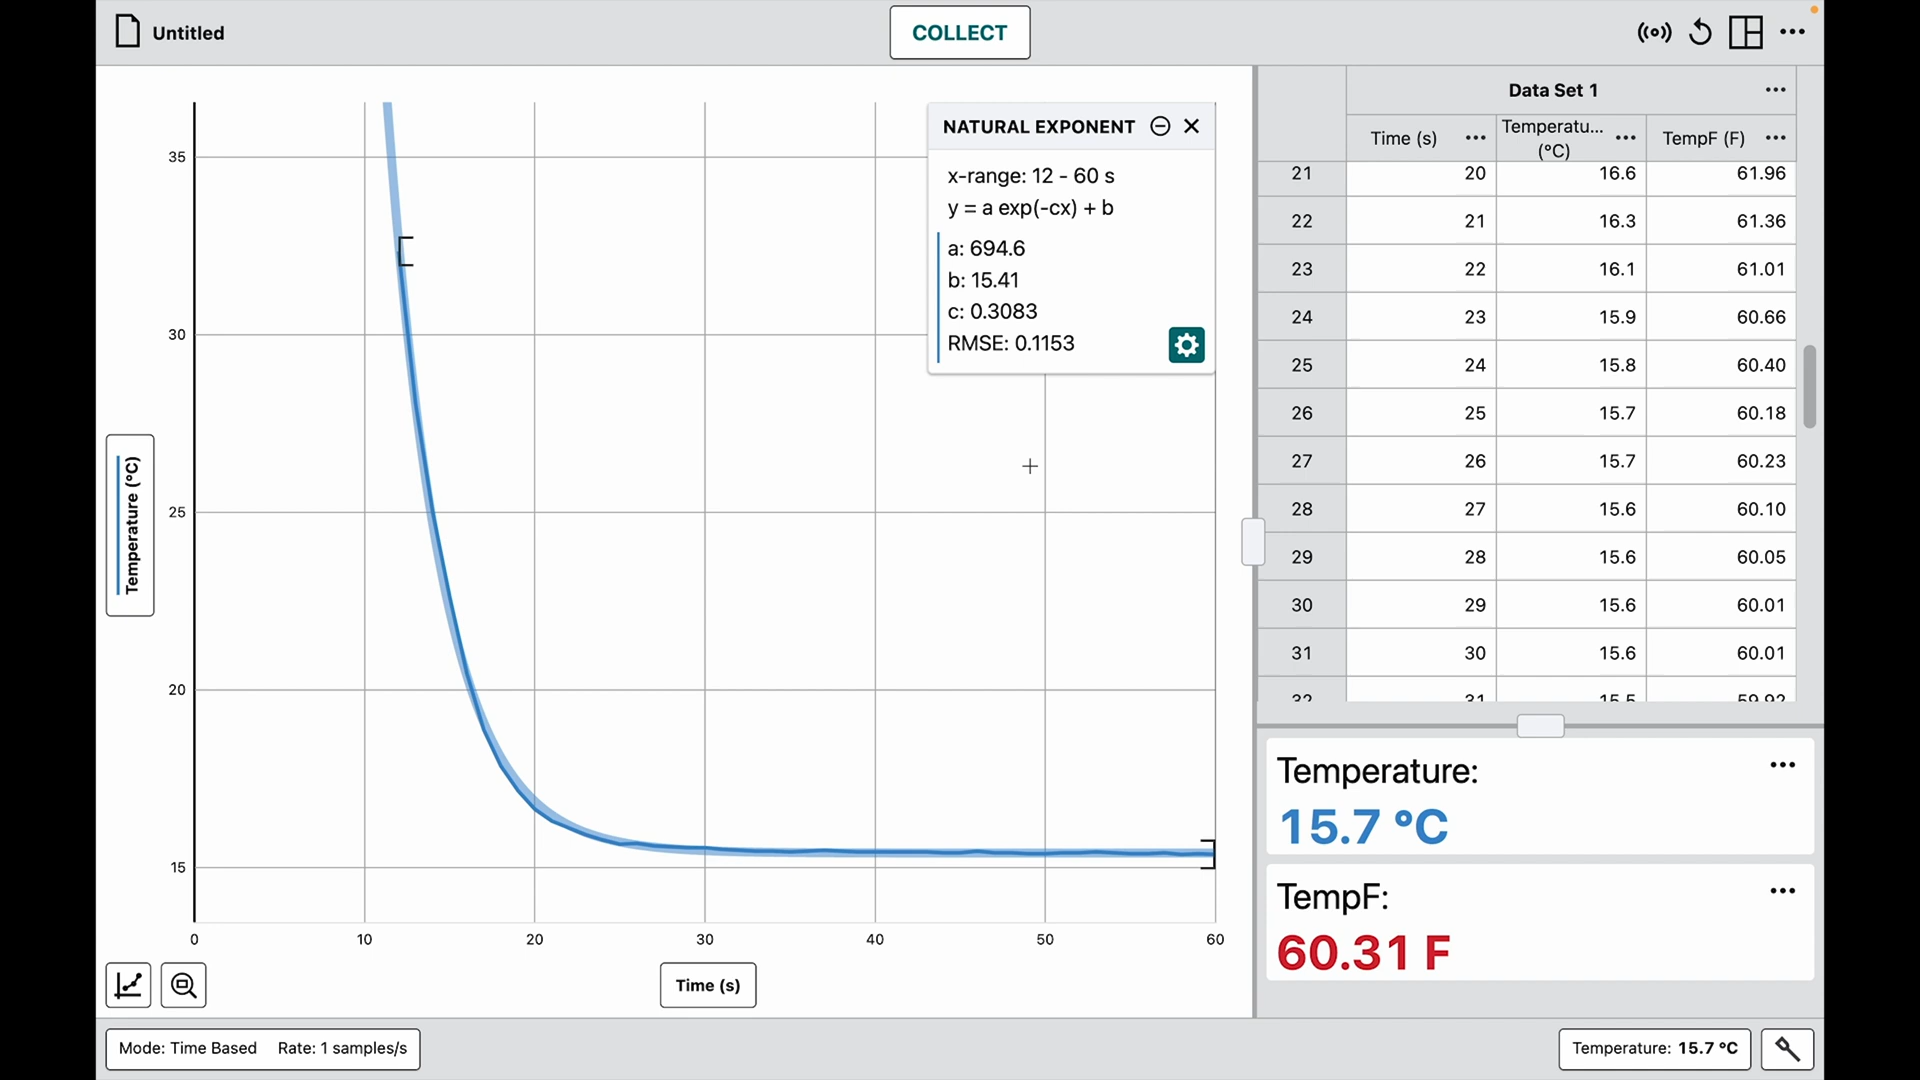 Untitled
COLLECT
35
30
25
20
15
Temperature (°C)
0
10
20
30
40
50
60
Time (s)
NATURAL EXPONENT
x-range: 12 - 60 s
y = a exp(-cx) + b
a: 694.6
b: 15.41
c: 0.3083
RMSE: 0.1153
Data Set 1
Time (s) Temperatu... (°C) TempF (F)
21 20 16.6 61.96
22 21 16.3 61.36
23 22 16.1 61.01
24 23 15.9 60.66
25 24 15.8 60.40
26 25 15.7 60.18
27 26 15.7 60.23
28 27 15.6 60.10
29 28 15.6 60.05
30 29 15.6 60.01
31 30 15.6 60.01
32 31 15.5 59.92
Temperature:
15.7 °C
TempF:
60.31 F
Mode: Time Based Rate: 1 samples/s
Temperature: 15.7 °C